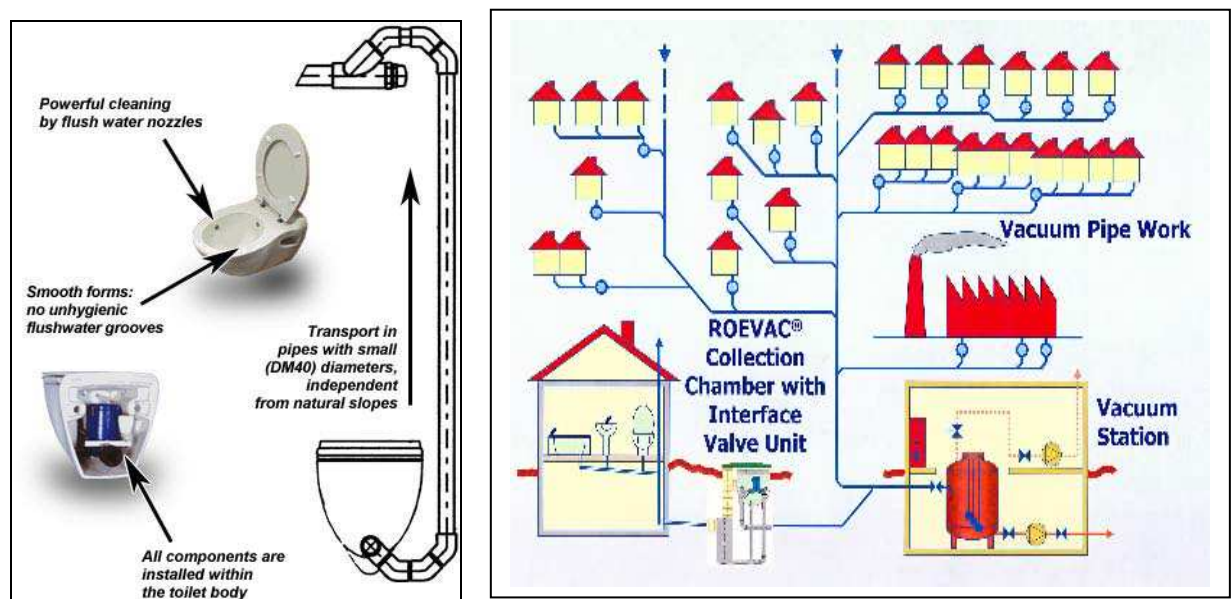 Powerful cleaning
by flush water nozzles
Smooth forms:
no unhygienic
flushwater grooves
Transport in
pipes with small
(DM40) diameters,
independent
from natural slopes
All components are
installed within
the toilet body
Vacuum Pipe Work
ROEVAC®
Collection
Chamber with
Interface
Valve Unit
Vacuum
Station